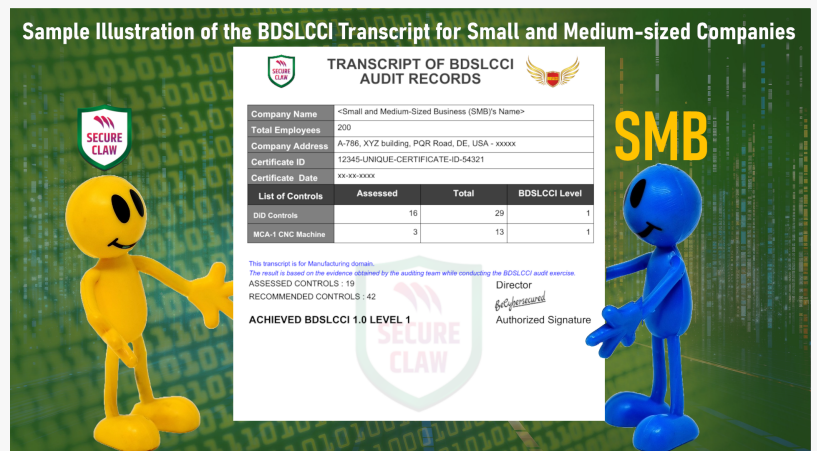 Sample Illustration of the BDSLCCI Transcript for Small and Medium-sized Companies
SECURE
CLAW
TRANSCRIPT OF BDSLCCI
AUDIT RECORDS
Company Name <Small and Medium-Sized Business (SMB)'s Name>
Total Employees 200
Company Address A-786, XYZ building, PQR Road, DE, USA - xxxxx
Certificate ID 12345-UNIQUE-CERTIFICATE-ID-54321
Certificate Date xx-xx-xxxx
List of Controls Assessed Total BDSLCCI Level
DiD Controls 16 29 1
MCA-1 CNC Machine 3 13 1
This transcript is for Manufacturing domain.
The result is based on the evidence obtained by the auditing team while conducting the BDSLCCI audit exercise.
ASSESSED CONTROLS : 19
RECOMMENDED CONTROLS : 42
Director
BeCybersecured
ACHIEVED BDSLCCI 1.0 LEVEL 1
Authorized Signature
SECURE
CLAW
SECURE
CLAW
SMB